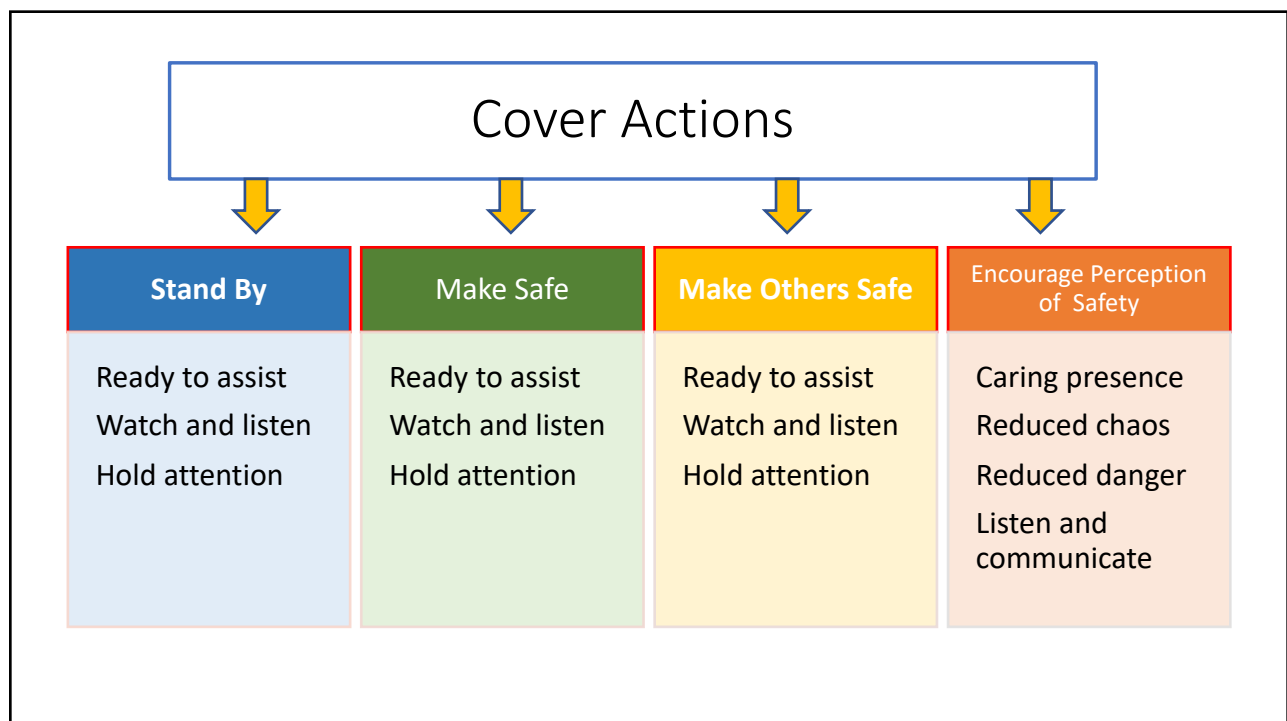 Cover Actions
Stand By
Ready to assist
Watch and listen
Hold attention
Make Safe
Ready to assist
Watch and listen
Hold attention
Make Others Safe
Ready to assist
Watch and listen
Hold attention
Encourage Perception
of Safety
Caring presence
Reduced chaos
Reduced danger
Listen and
communicate